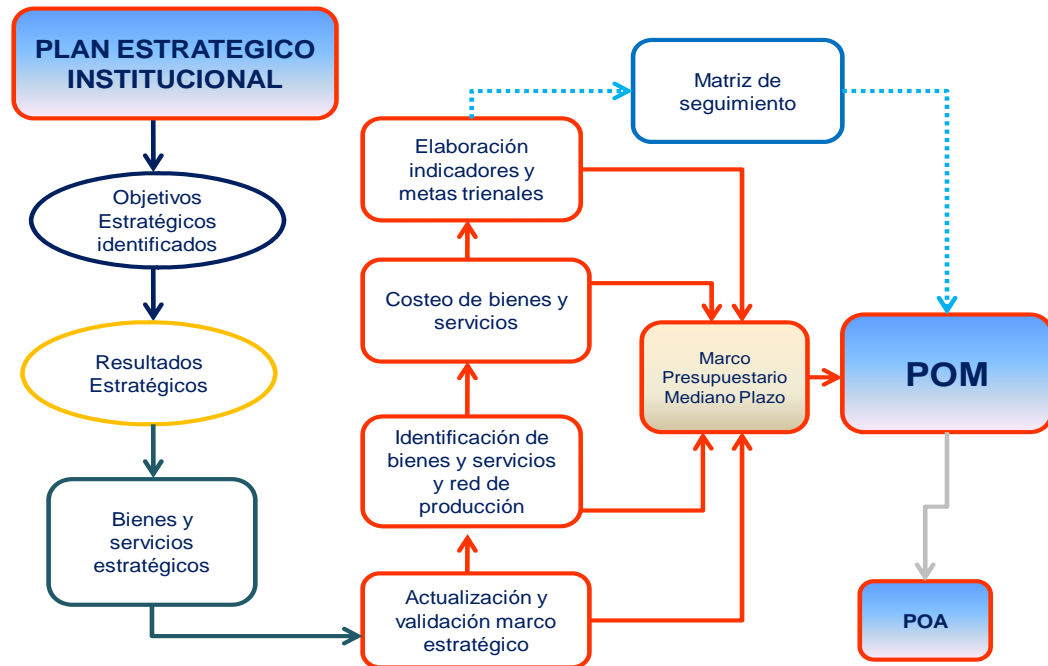 PLAN ESTRATEGICO
INSTITUCIONAL
Objetivos
Estratégicos
identificados
Resultados
Estratégicos
Bienes y
servicios
estratégicos
Actualización y
validación marco
estratégico
Identificación de
bienes y servicios
y red de
producción
Costeo de bienes y
servicios
Elaboración
indicadores y
metas trienales
Matriz de
seguimiento
Marco
Presupuestario
Mediano Plazo
POM
POA